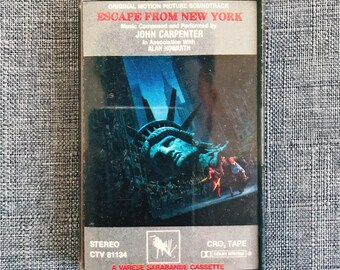 ORIGINAL MOTION PICTURE SOUNDTRACK
ESCAPE FROM NEW YORK
Music Composed and Performed by
JOHN CARPENTER
In Association With
ALAN HOWARTH
STEREO
CTV 81134
CRO₂ TAPE
A VARESE SARABANDE CASSETTE